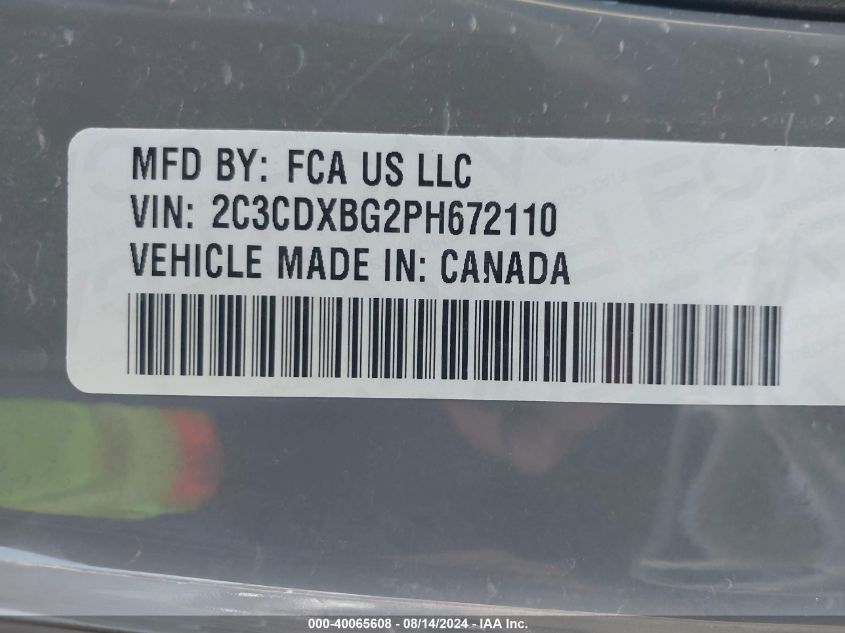 MFD BY: FCA US LLC
VIN: 2C3CDXBG2PH672110
VEHICLE MADE IN: CANADA
000-40065608 - 08/14/2024 - IAA Inc.